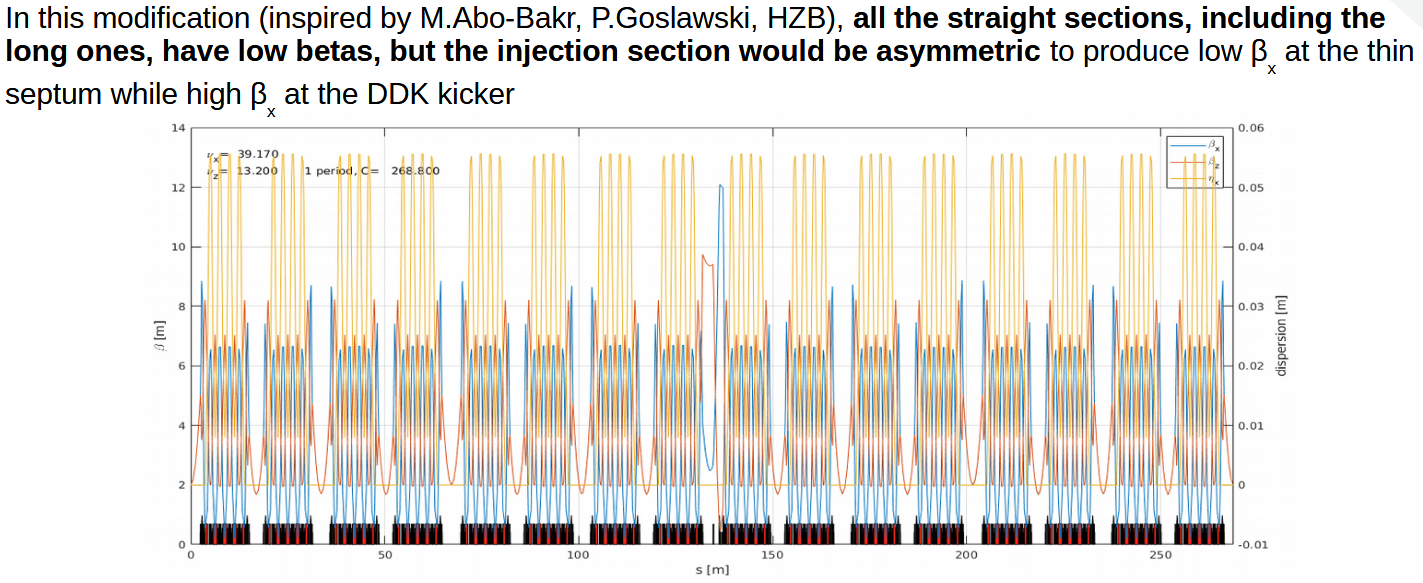 In this modification (inspired by M.Abo-Bakr, P.Goslawski, HZB), all the straight sections, including the
long ones, have low betas, but the injection section would be asymmetric to produce low βx at the thin
septum while high βx at the DDK kicker
14 0.06
νx= 39.170 βx
νz= 13.200 1 period, C= 268.800 βz
ηx
12 0.05
10 0.04
8 0.03
β [m] dispersion [m]
6 0.02
4 0.01
2 0
0 -0.01
0 50 100 150 200 250
s [m]